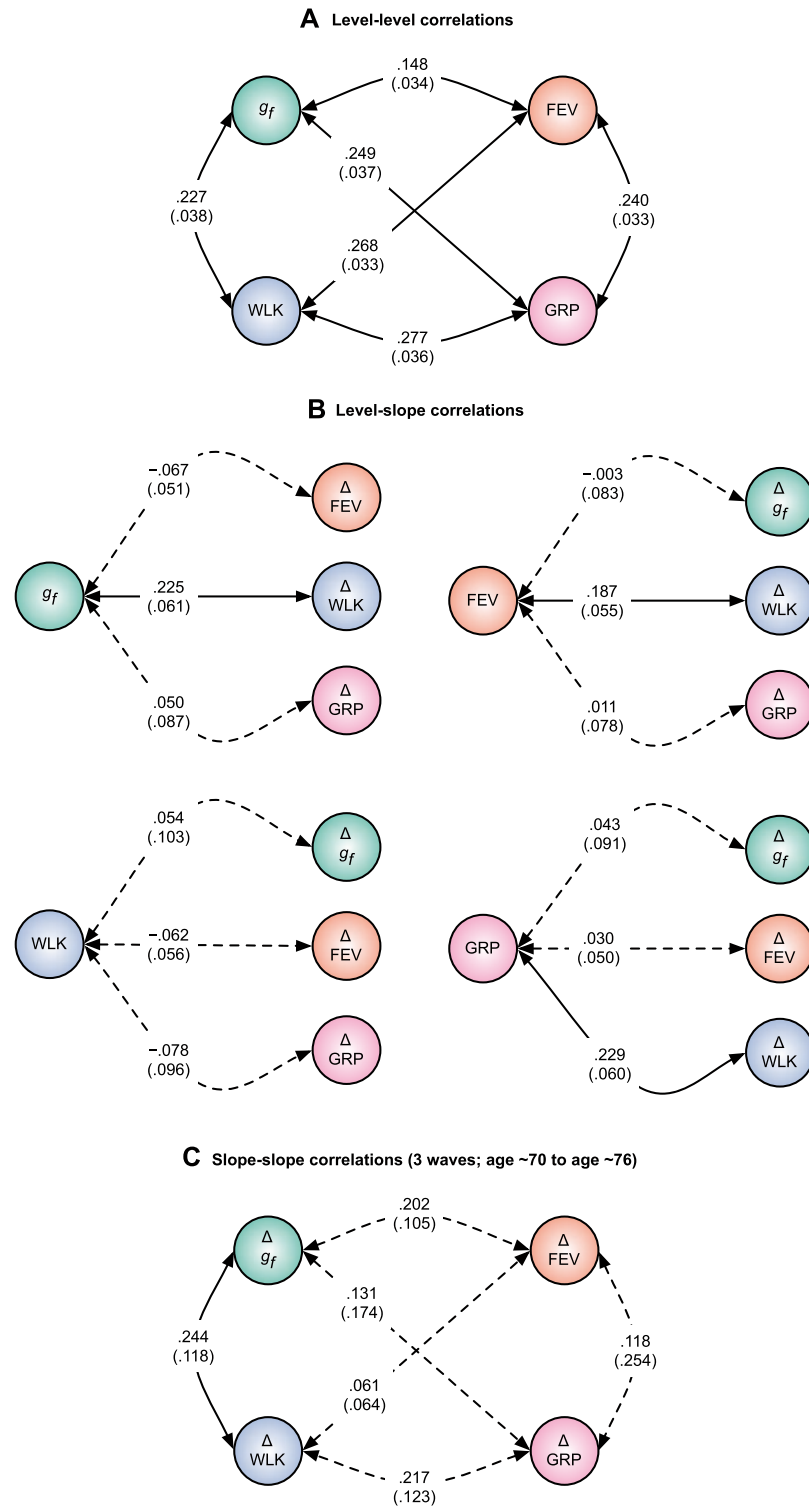 A Level-level correlations
.148
(.034)
gf
FEV
.249
(.037)
.227
(.038)
.240
(.033)
.268
(.033)
WLK
GRP
.277
(.036)
B Level-slope correlations
−.067
(.051)
Δ
FEV
gf
.225
(.061)
Δ
WLK
.050
(.087)
Δ
GRP
−.003
(.083)
Δ
gf
FEV
.187
(.055)
Δ
WLK
.011
(.078)
Δ
GRP
.054
(.103)
Δ
gf
WLK
−.062
(.056)
Δ
FEV
−.078
(.096)
Δ
GRP
.043
(.091)
Δ
gf
GRP
.030
(.050)
Δ
FEV
.229
(.060)
Δ
WLK
C Slope-slope correlations (3 waves; age ~70 to age ~76)
.202
(.105)
Δ
gf
Δ
FEV
.131
(.174)
.244
(.118)
.118
(.254)
.061
(.064)
Δ
WLK
Δ
GRP
.217
(.123)